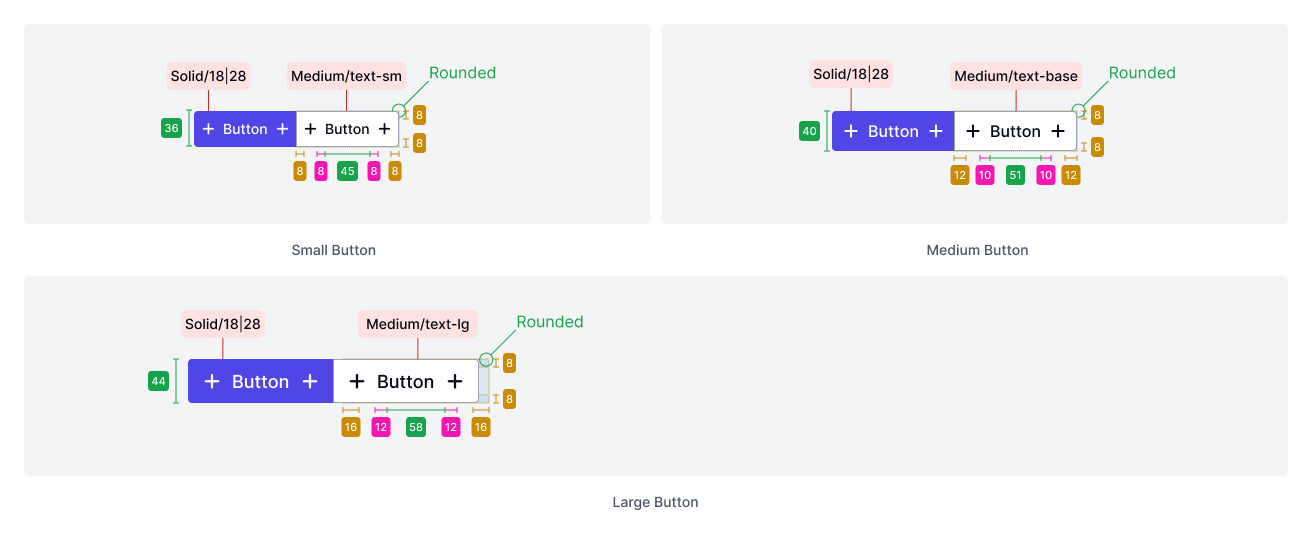 Solid/18|28
Medium/text-sm
Rounded
36
Button
Button
8
8
8
8
45
8
8
Small Button
Solid/18|28
Medium/text-base
Rounded
40
Button
Button
8
8
12
10
51
10
12
Medium Button
Solid/18|28
Medium/text-lg
Rounded
44
Button
Button
8
8
16
12
58
12
16
Large Button